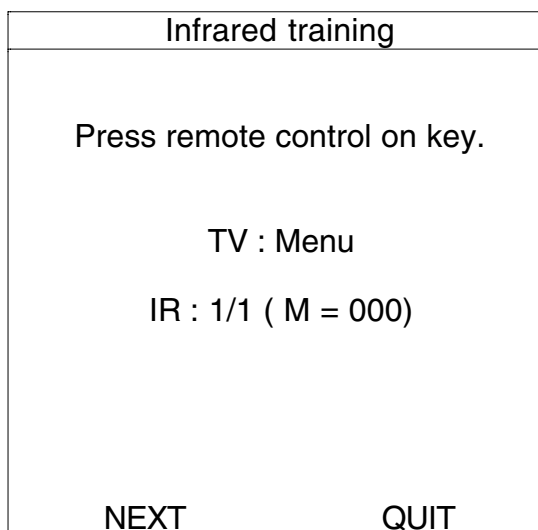 Infrared training
Press remote control on key.
TV : Menu
IR : 1/1 ( M = 000)
NEXT QUIT